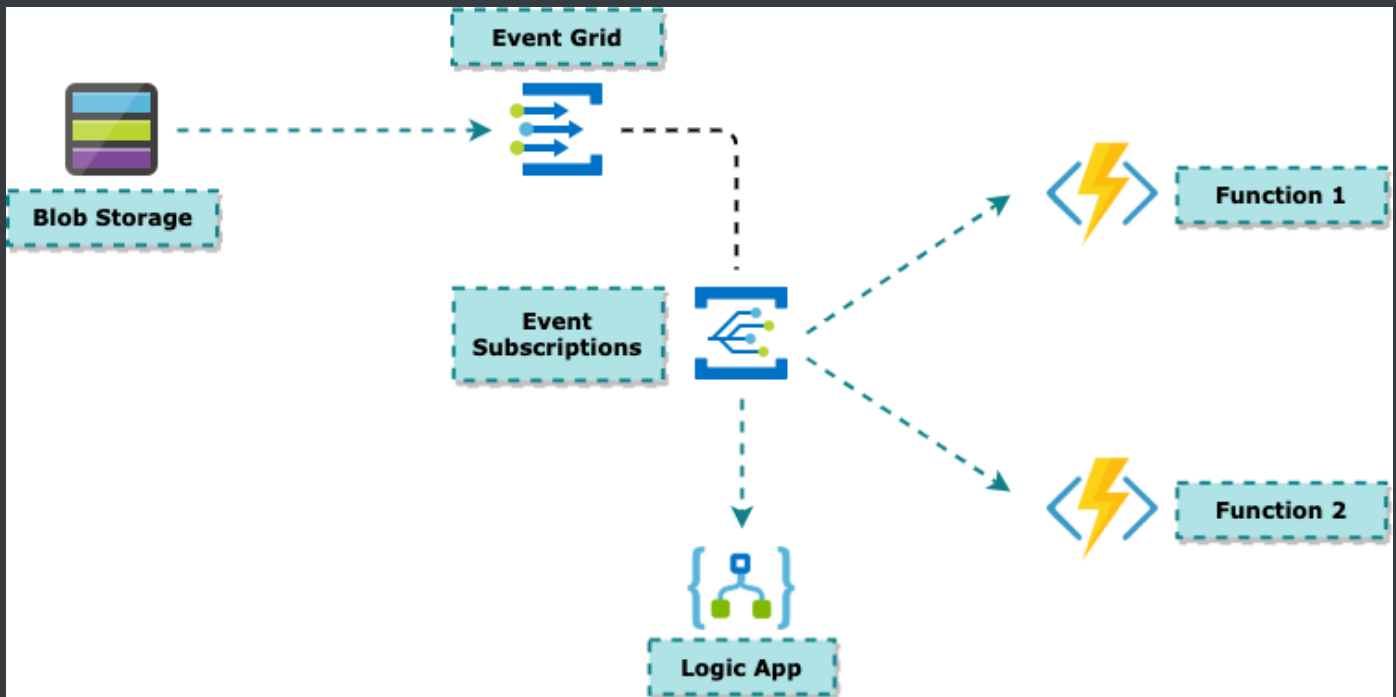 Event Grid
Blob Storage
Function 1
Event
Subscriptions
Function 2
Logic App